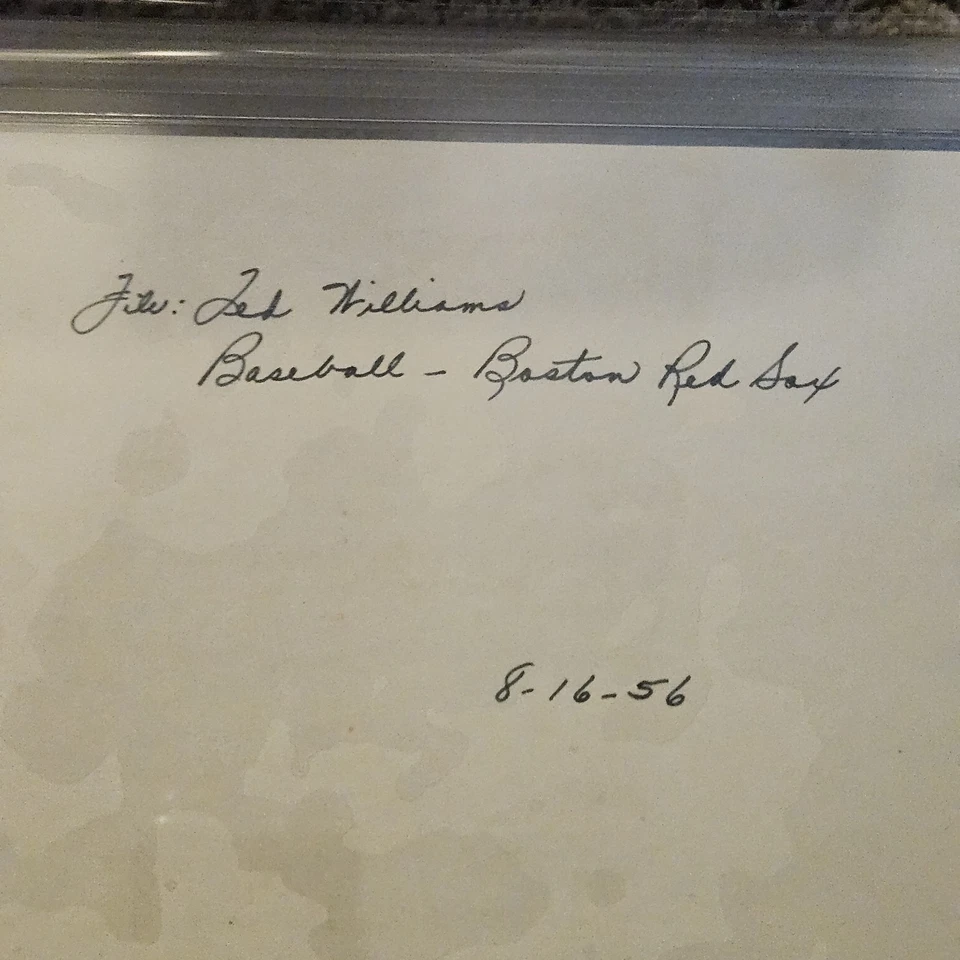 File: Ted Williams
Baseball - Boston Red Sox
8-16-56